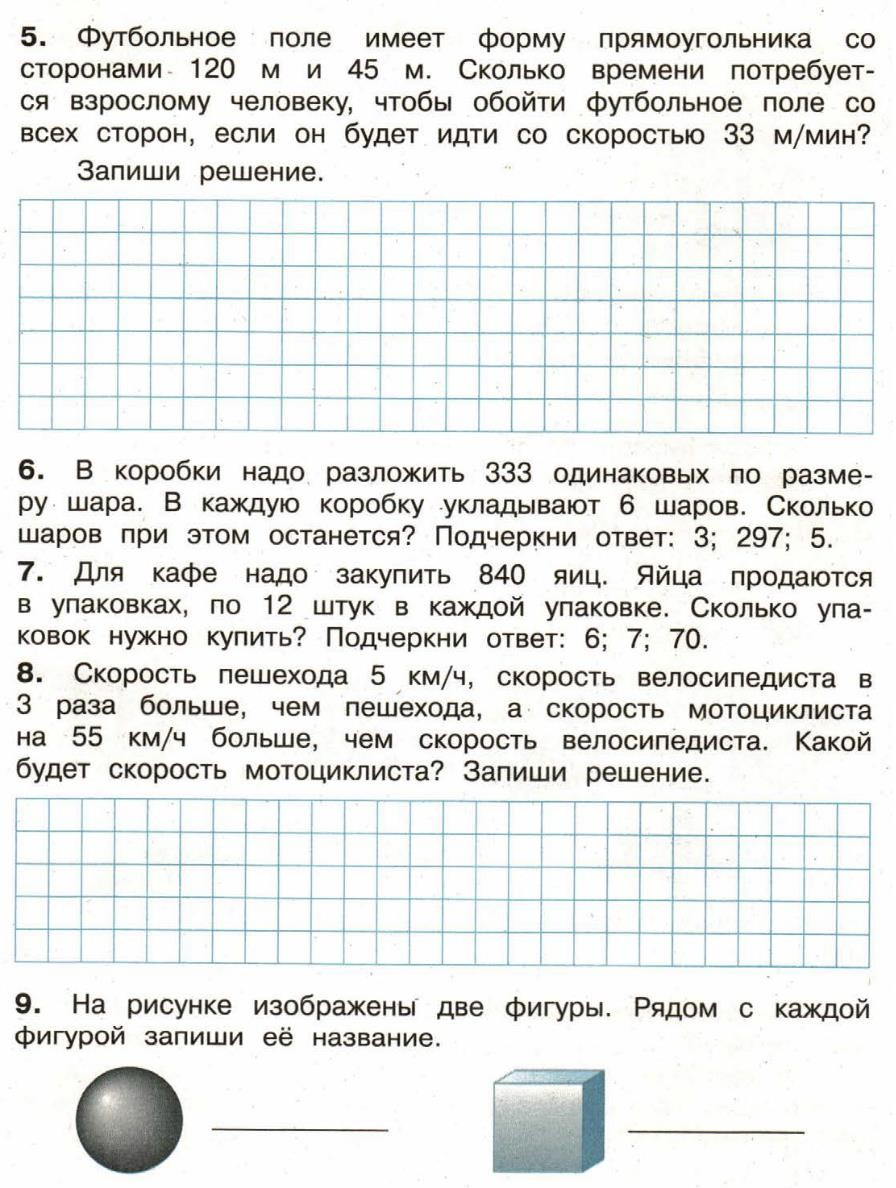 5. Футбольное поле имеет форму прямоугольника со
сторонами 120 м и 45 м. Сколько времени потребует-
ся взрослому человеку, чтобы обойти футбольное поле со
всех сторон, если он будет идти со скоростью 33 м/мин?
Запиши решение.
6. В коробки надо разложить 333 одинаковых по разме-
ру шара. В каждую коробку укладывают 6 шаров. Сколько
шаров при этом останется? Подчеркни ответ: 3; 297; 5.
7. Для кафе надо закупить 840 яиц. Яйца продаются
в упаковках, по 12 штук в каждой упаковке. Сколько упа-
ковок нужно купить? Подчеркни ответ: 6; 7; 70.
8. Скорость пешехода 5 км/ч, скорость велосипедиста в
3 раза больше, чем пешехода, а скорость мотоциклиста
на 55 км/ч больше, чем скорость велосипедиста. Какой
будет скорость мотоциклиста? Запиши решение.
9. На рисунке изображены две фигуры. Рядом с каждой
фигурой запиши её название.